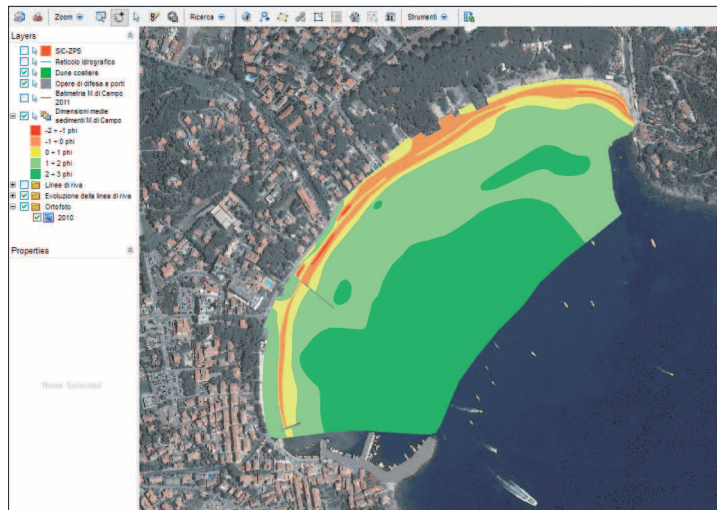 Zoom
Ricerca
31
Strumenti
Layers
SIC-ZPS
Reticolo idrografico
Dune costiere
Opere di difesa e porti
Batimetria M.di Campo
2011
Dimensioni medie
sedimenti M.di Campo
-2 ÷ -1 phi
-1 ÷ 0 phi
0 ÷ 1 phi
1 ÷ 2 phi
2 ÷ 3 phi
Linee di riva
Evoluzione della linea di riva
Ortofoto
2010
Properties
None Selected